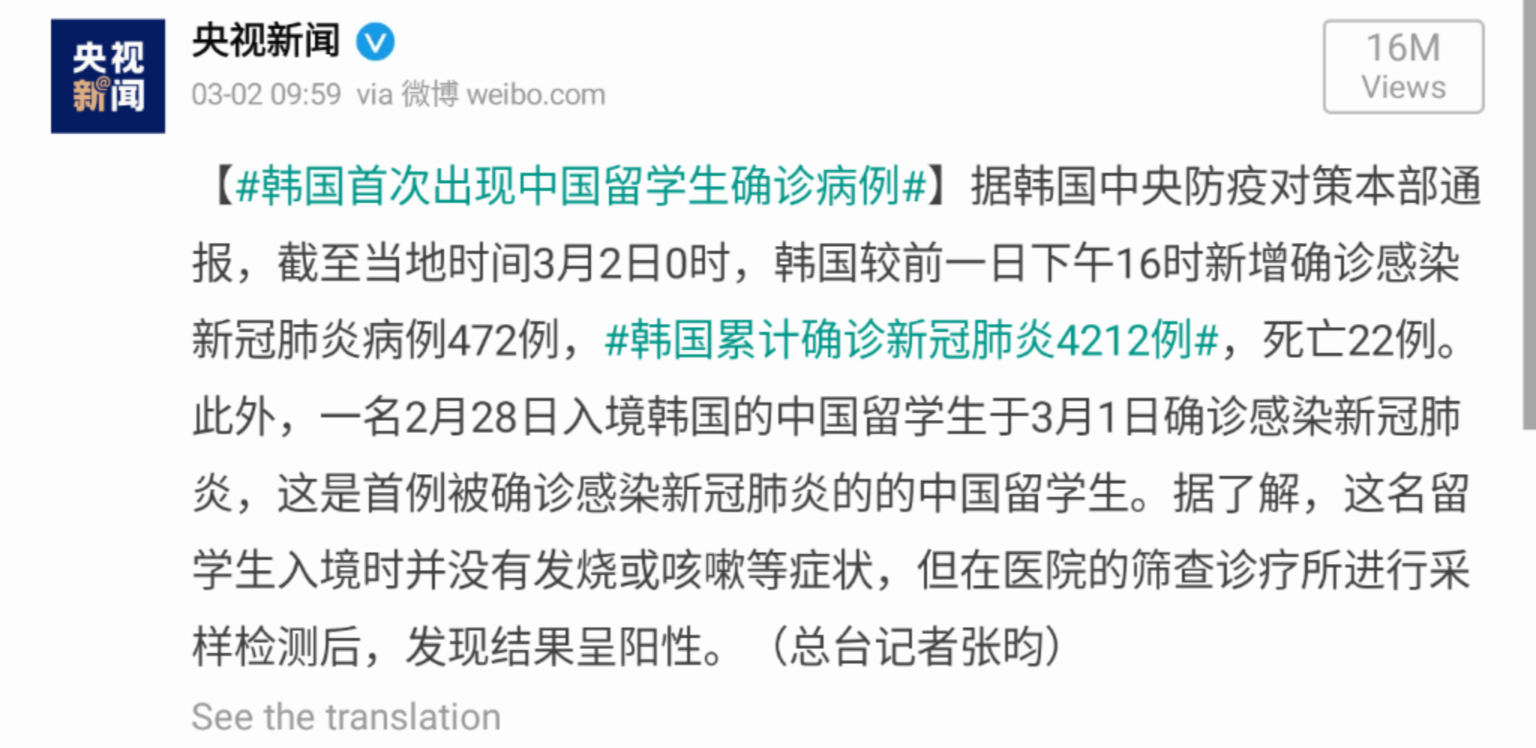 央视
新@闻
央视新闻
03-02 09:59 via 微博 weibo.com
16M
Views
【#韩国首次出现中国留学生确诊病例#】据韩国中央防疫对策本部通
报，截至当地时间3月2日0时，韩国较前一日下午16时新增确诊感染
新冠肺炎病例472例，#韩国累计确诊新冠肺炎4212例#，死亡22例。
此外，一名2月28日入境韩国的中国留学生于3月1日确诊感染新冠肺
炎，这是首例被确诊感染新冠肺炎的的中国留学生。据了解，这名留
学生入境时并没有发烧或咳嗽等症状，但在医院的筛查诊疗所进行采
样检测后，发现结果呈阳性。（总台记者张昀）
See the translation